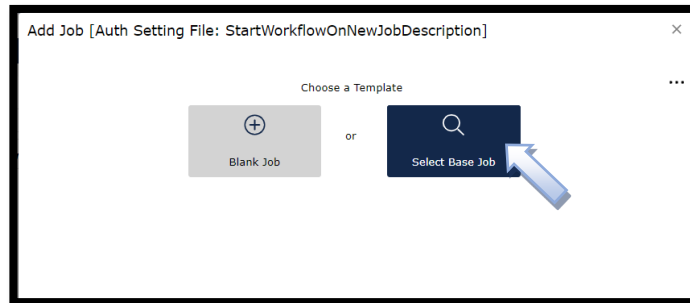 Add Job [Auth Setting File: StartWorkflowOnNewJobDescription]
Choose a Template
Blank Job
or
Select Base Job